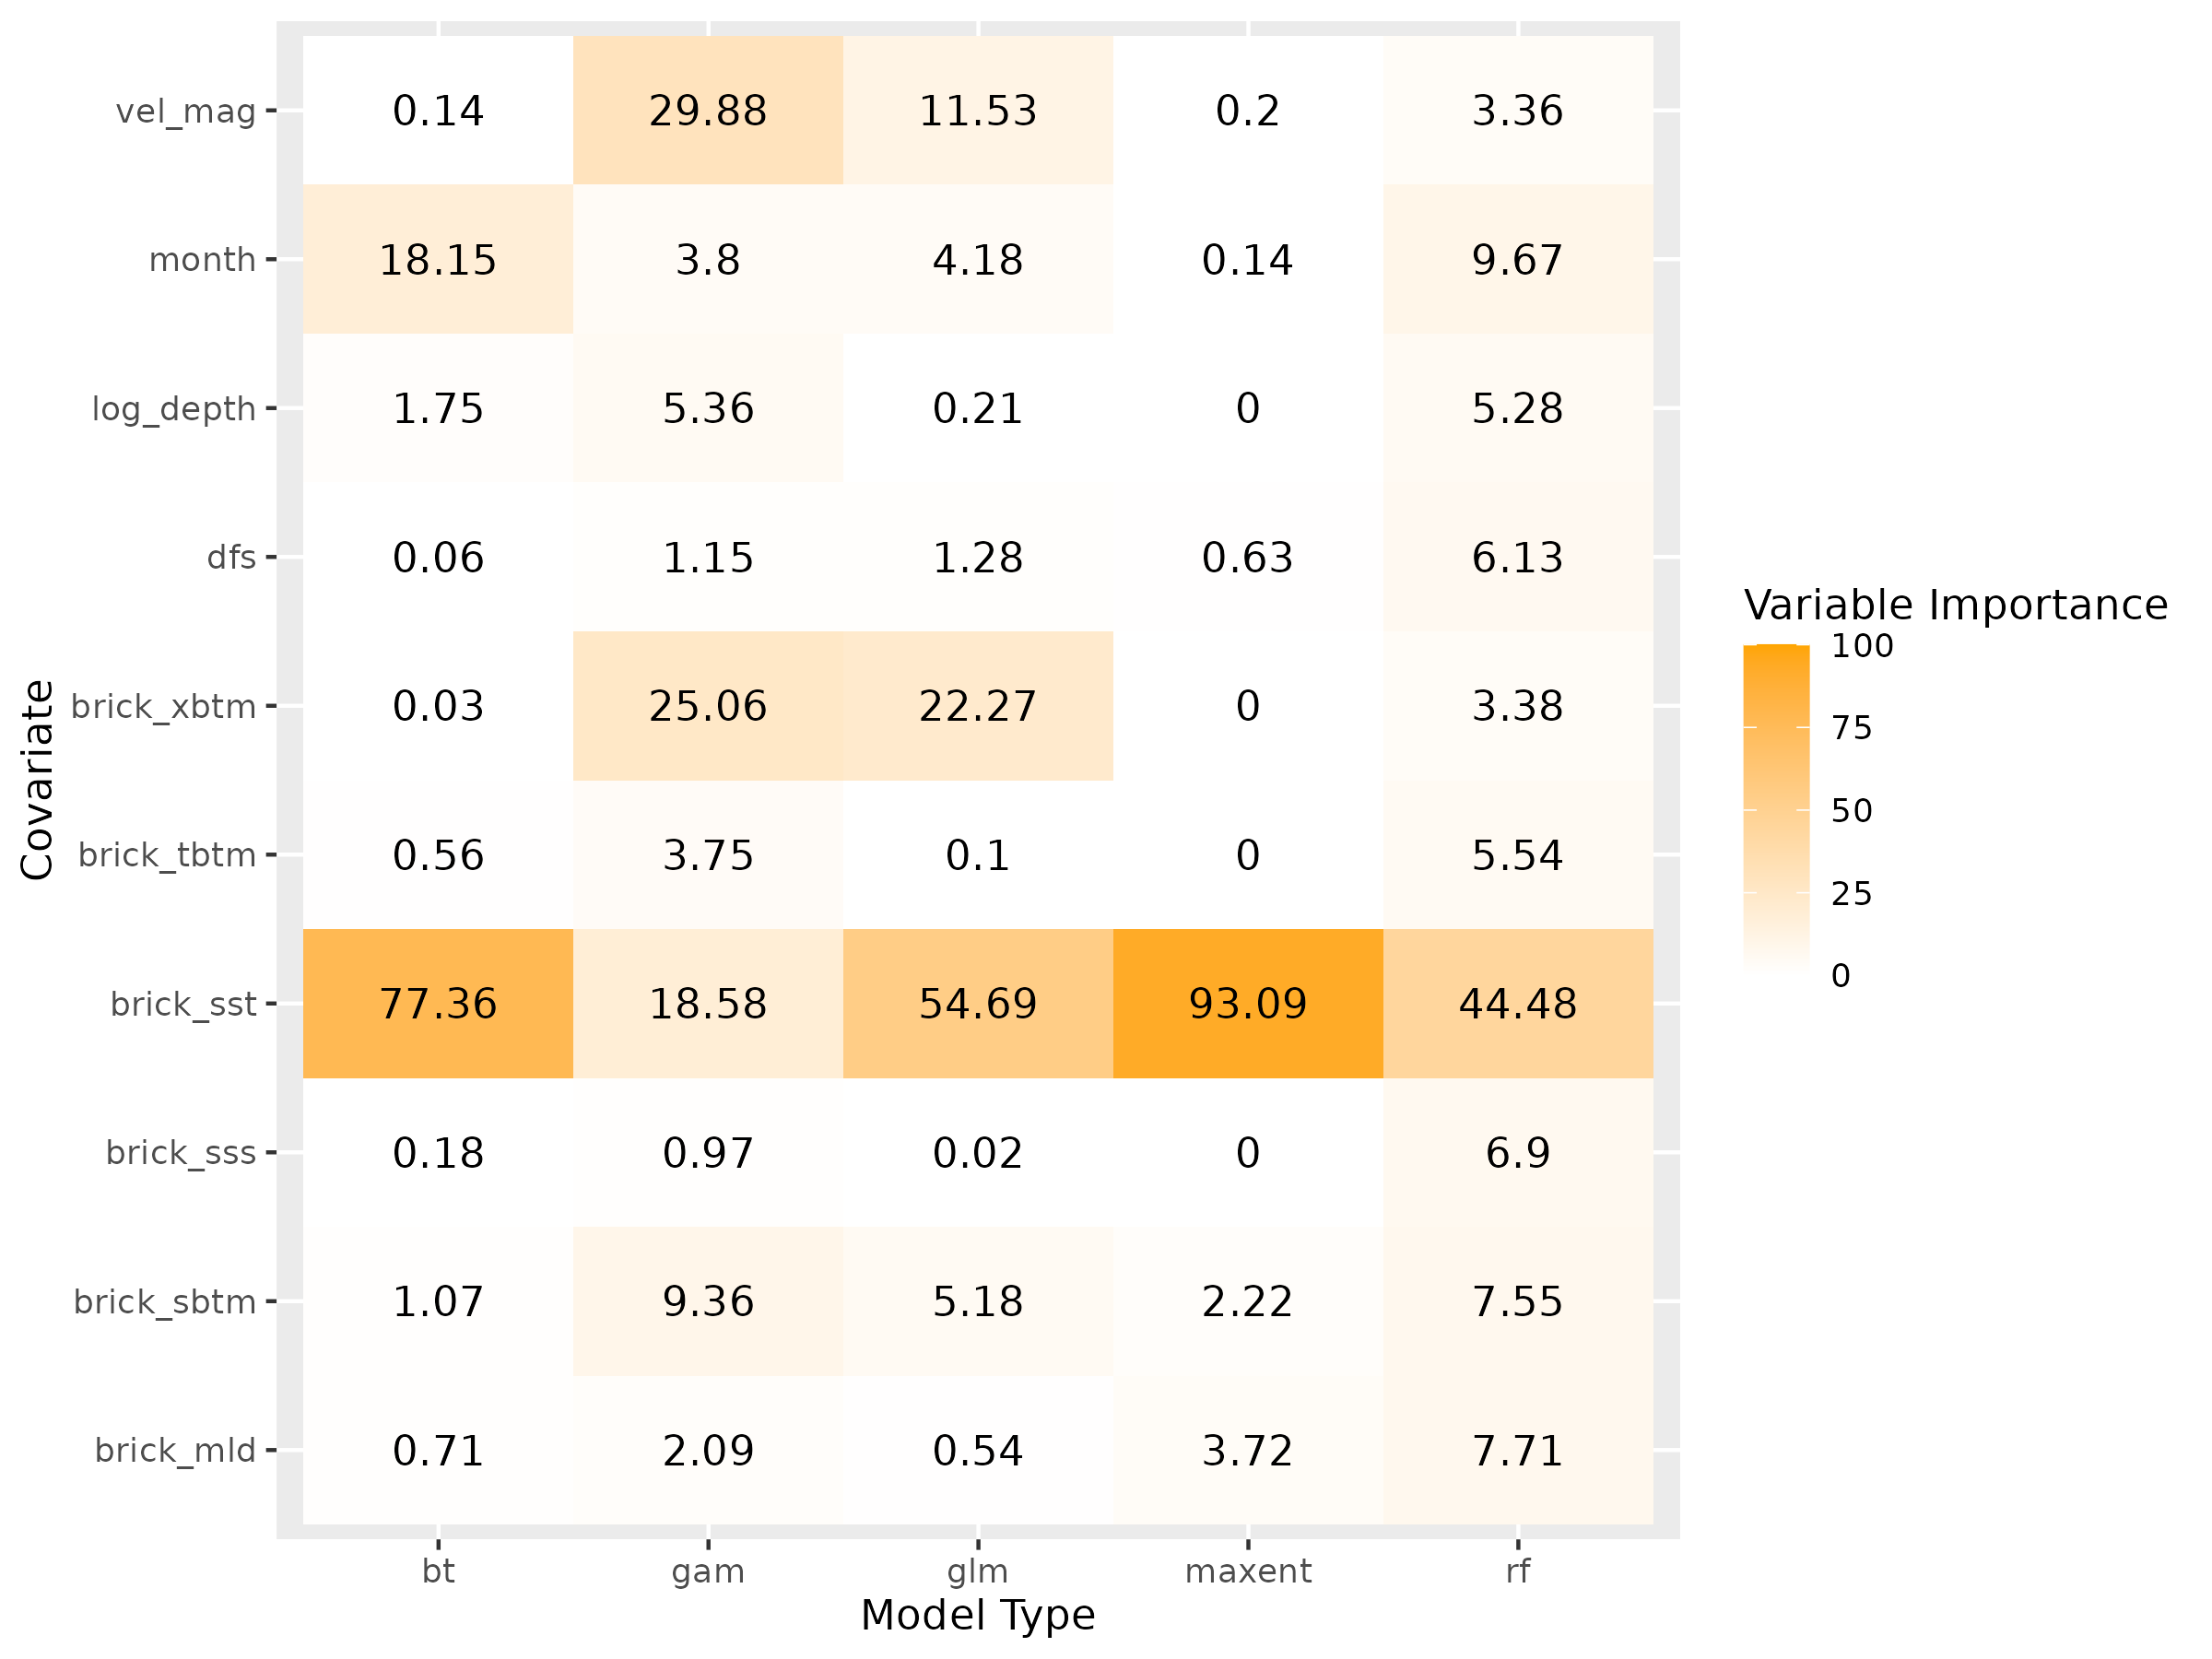 vel_mag 0.14 29.88 11.53 0.2 3.36
month 18.15 3.8 4.18 0.14 9.67
log_depth 1.75 5.36 0.21 0 5.28
dfs 0.06 1.15 1.28 0.63 6.13
brick_xbtm 0.03 25.06 22.27 0 3.38
brick_tbtm 0.56 3.75 0.1 0 5.54
brick_sst 77.36 18.58 54.69 93.09 44.48
brick_sss 0.18 0.97 0.02 0 6.9
brick_sbtm 1.07 9.36 5.18 2.22 7.55
brick_mld 0.71 2.09 0.54 3.72 7.71
bt gam glm maxent rf
Model Type
Covariate
Variable Importance
100
75
50
25
0